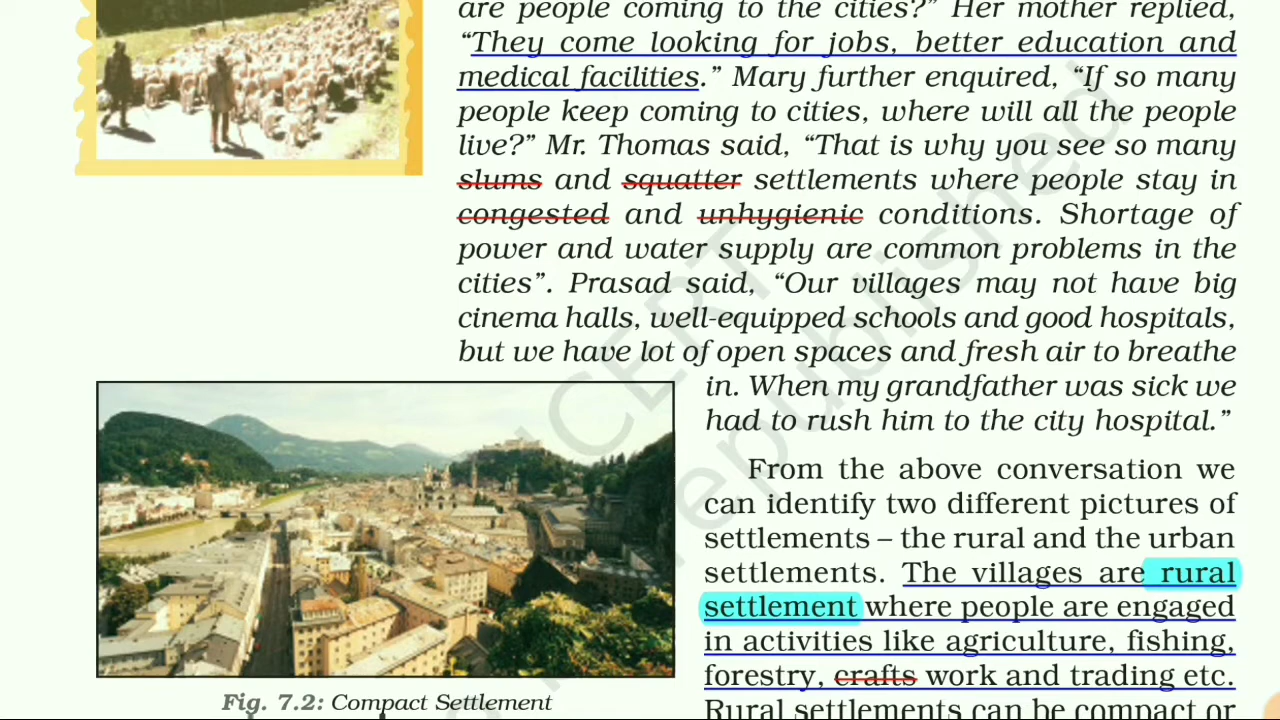 are people coming to the cities?” Her mother replied,
“They come looking for jobs, better education and
medical facilities.” Mary further enquired, “If so many
people keep coming to cities, where will all the people
live?” Mr. Thomas said, “That is why you see so many
slums and squatter settlements where people stay in
congested and unhygienic conditions. Shortage of
power and water supply are common problems in the
cities”. Prasad said, “Our villages may not have big
cinema halls, well-equipped schools and good hospitals,
but we have lot of open spaces and fresh air to breathe
in. When my grandfather was sick we
had to rush him to the city hospital.”
From the above conversation we
can identify two different pictures of
settlements – the rural and the urban
settlements. The villages are rural
settlement where people are engaged
in activities like agriculture, fishing,
forestry, crafts work and trading etc.
Rural settlements can be compact or
Fig. 7.2: Compact Settlement
NCERT
republished